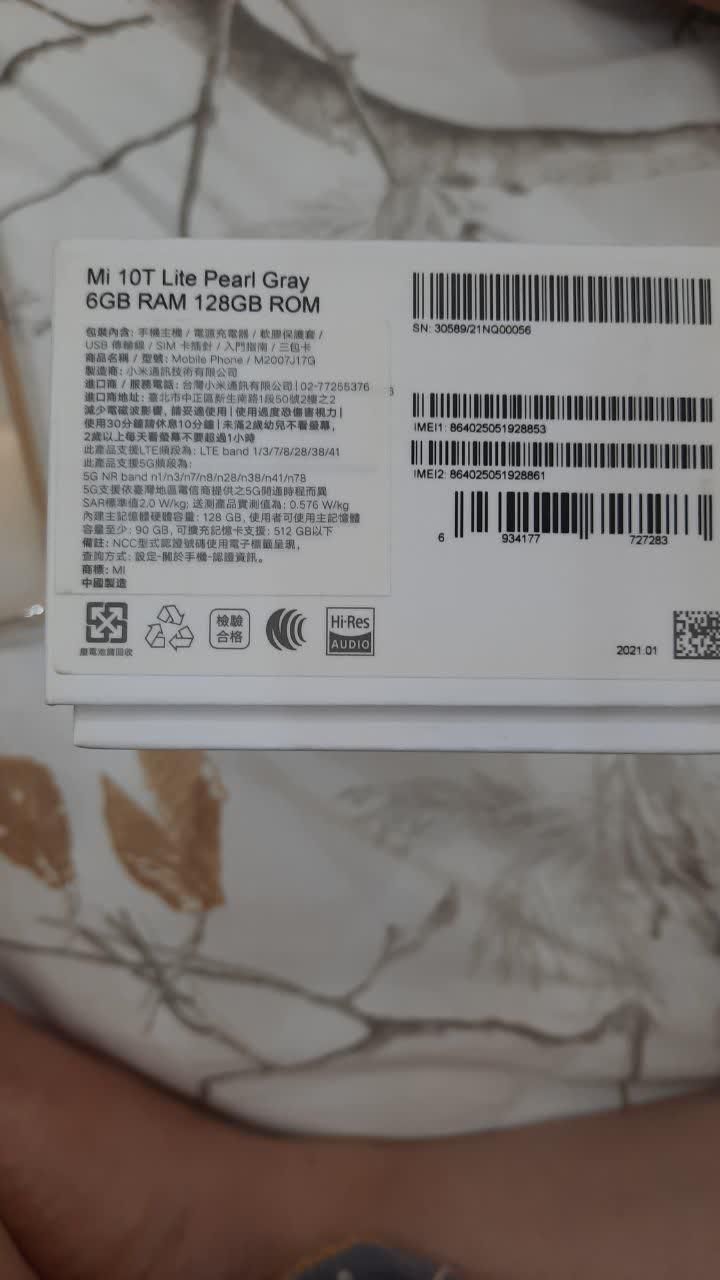 Mi 10T Lite Pearl Gray
6GB RAM 128GB ROM
包裝內含: 手機主機 / 電源充電器 / 軟膠保護套 /
USB 傳輸線 / SIM 卡插針 / 入門指南 / 三包卡
商品名稱 / 型號: Mobile Phone / M2007J17G
製造商: 小米通訊技術有限公司
進口商 / 服務電話: 台灣小米通訊有限公司 | 02-77255376
進口商地址: 臺北市中正區新生南路1段50號2樓之2
減少電磁波影響, 請妥適使用 | 使用過度恐傷害視力 |
使用30分鐘請休息10分鐘 | 未滿2歲幼兒不看螢幕,
2歲以上每天看螢幕不要超過1小時
此產品支援LTE頻段為: LTE band 1/3/7/8/28/38/41
此產品支援5G頻段為:
5G NR band n1/n3/n7/n8/n28/n38/n41/n78
5G支援依臺灣地區電信商提供之5G開通時程而異
SAR標準值2.0 W/kg; 送測產品實測值為: 0.576 W/kg
內建主記憶體硬體容量: 128 GB, 使用者可使用主記憶體
容量至少: 90 GB, 可擴充記憶卡支援: 512 GB以下
備註: NCC型式認證號碼使用電子標籤呈現,
查詢方式: 設定-關於手機-認證資訊。
商標: MI
中國製造
廢電池請回收
檢驗
合格
Hi-Res
AUDIO
SN: 30589/21NQ00056
IMEI1: 864025051928853
IMEI2: 864025051928861
6 934177 727283
2021.01